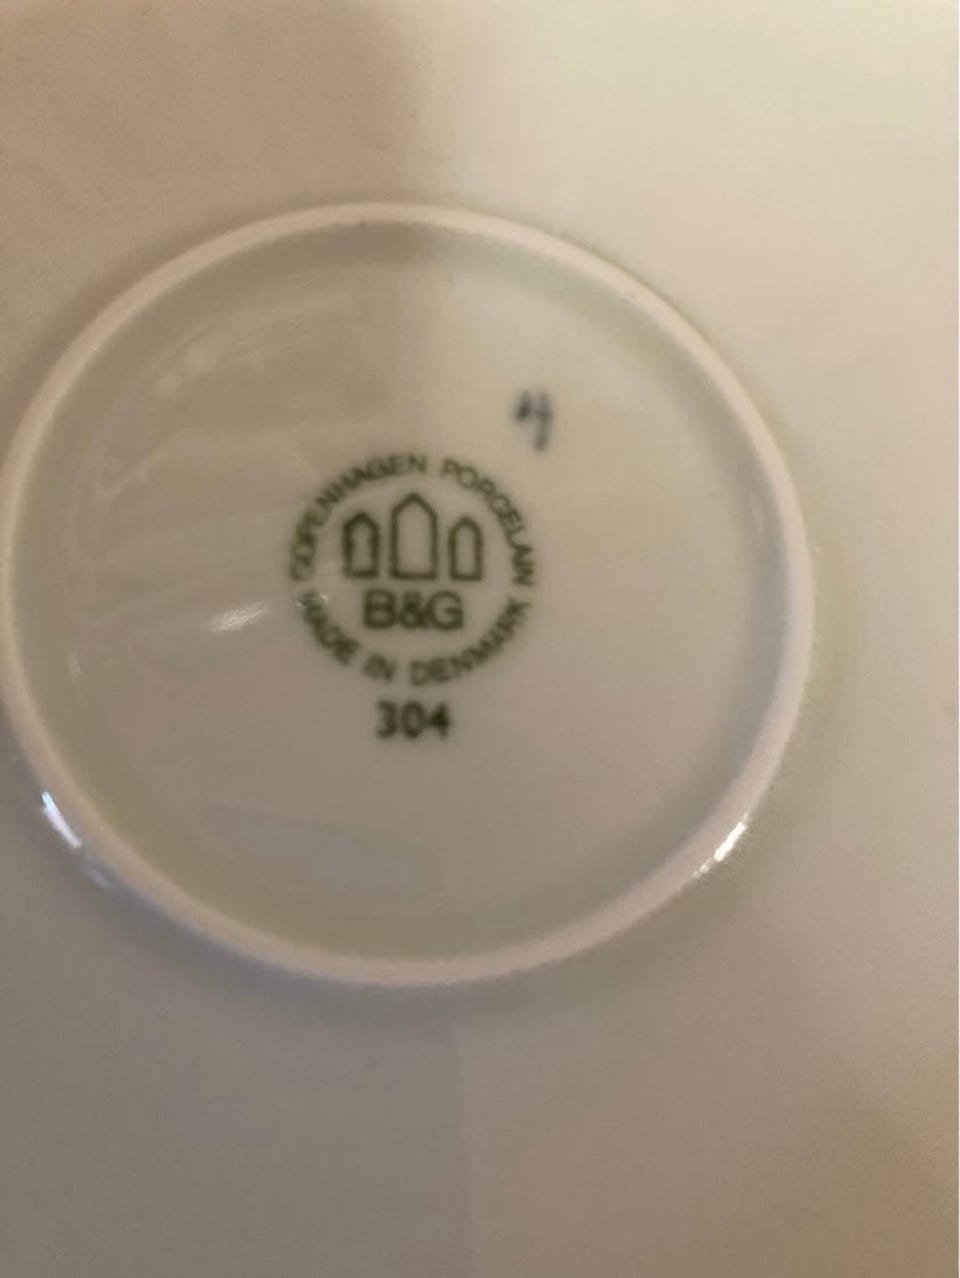 COPENHAGEN PORCELAIN
B&G
MADE IN DENMARK
304